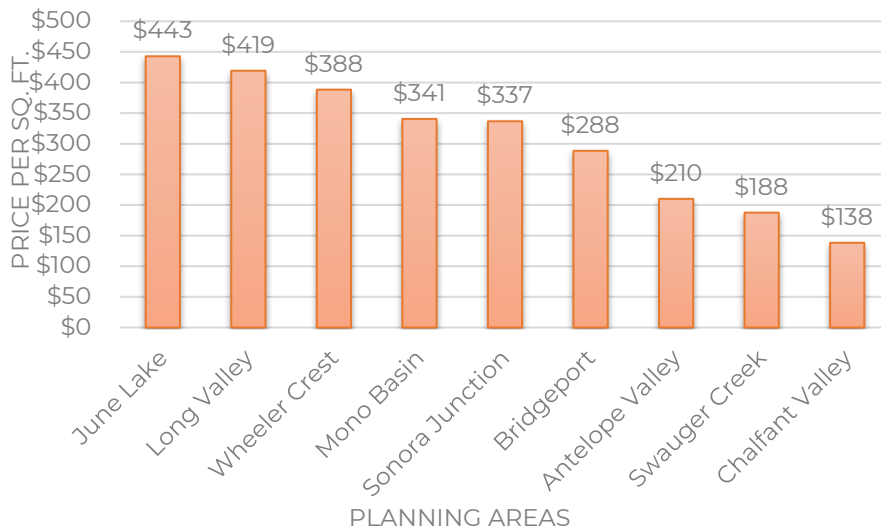 PRICE PER SQ. FT.
$500
$450
$400
$350
$300
$250
$200
$150
$100
$50
$0
$443
$419
$388
$341
$337
$288
$210
$188
$138
June Lake
Long Valley
Wheeler Crest
Mono Basin
Sonora Junction
Bridgeport
Antelope Valley
Swauger Creek
Chalfant Valley
PLANNING AREAS